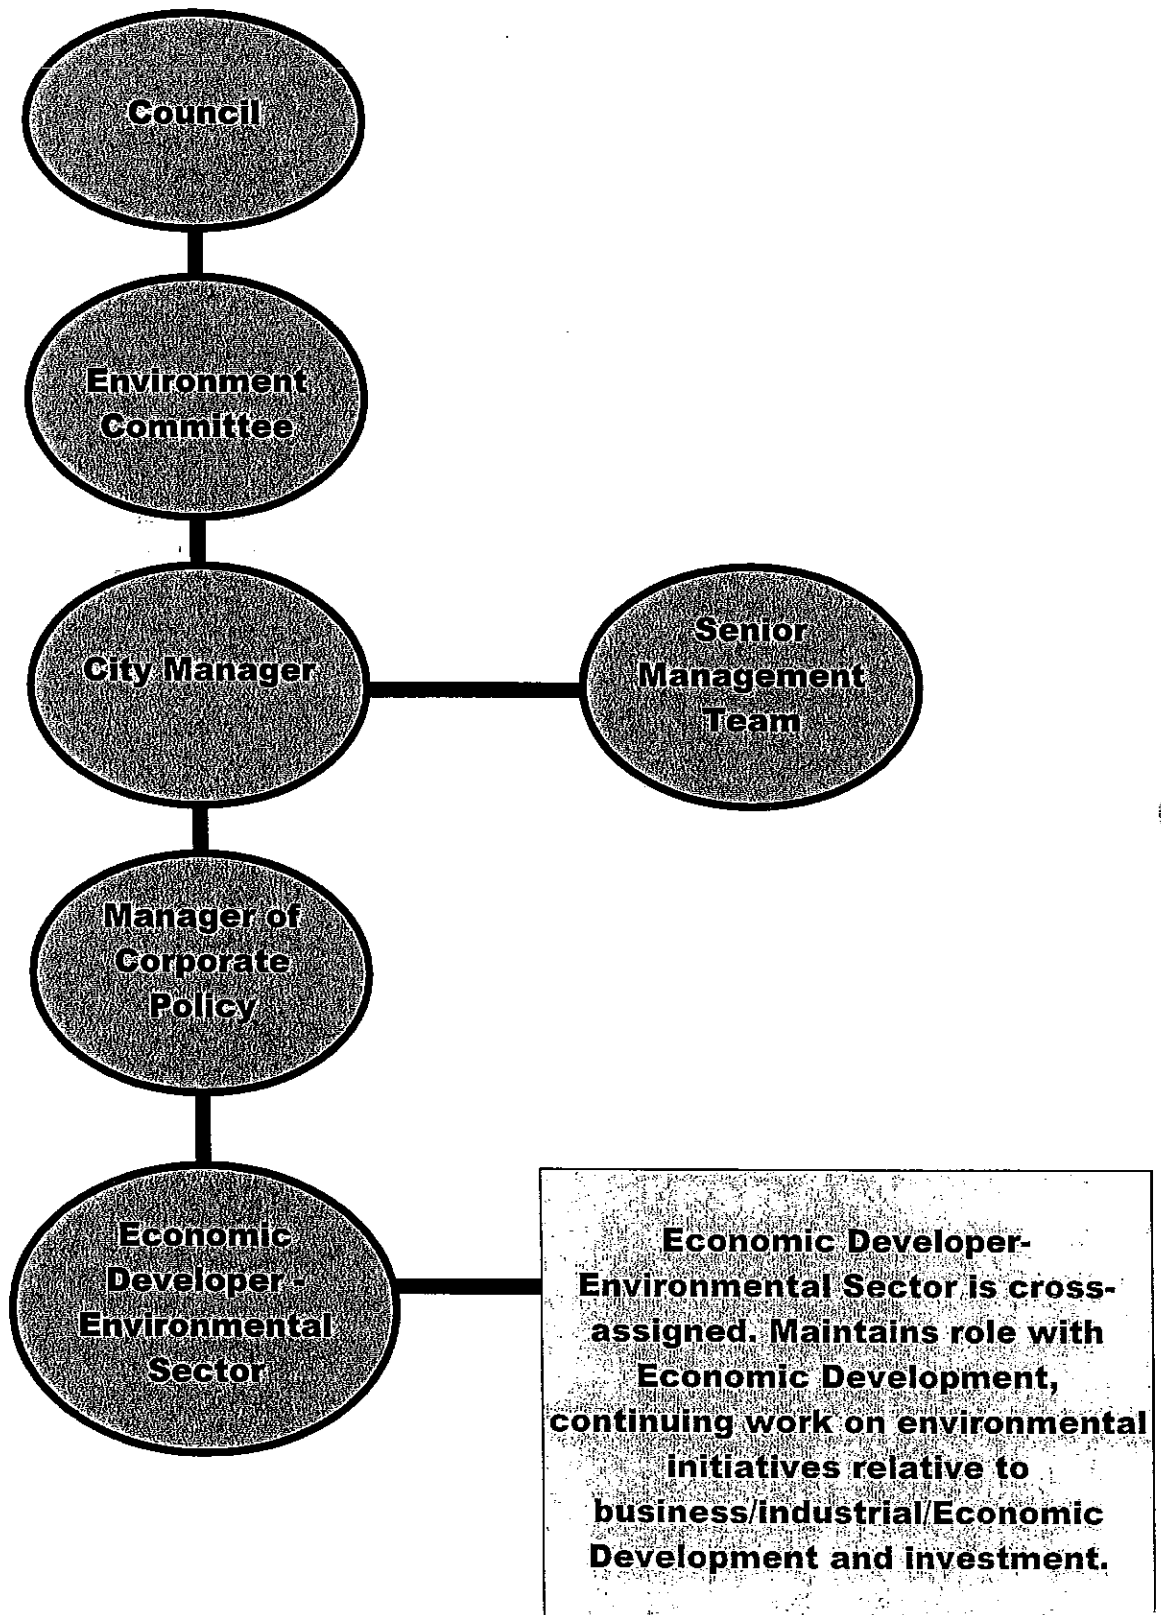 Council
Environment
Committee
City Manager
Senior
Management
Team
Manager of
Corporate
Policy
Economic
Developer -
Environmental
Sector
Economic Developer-
Environmental Sector is cross-
assigned. Maintains role with
Economic Development,
continuing work on environmental
initiatives relative to
business/industrial/Economic
Development and investment.